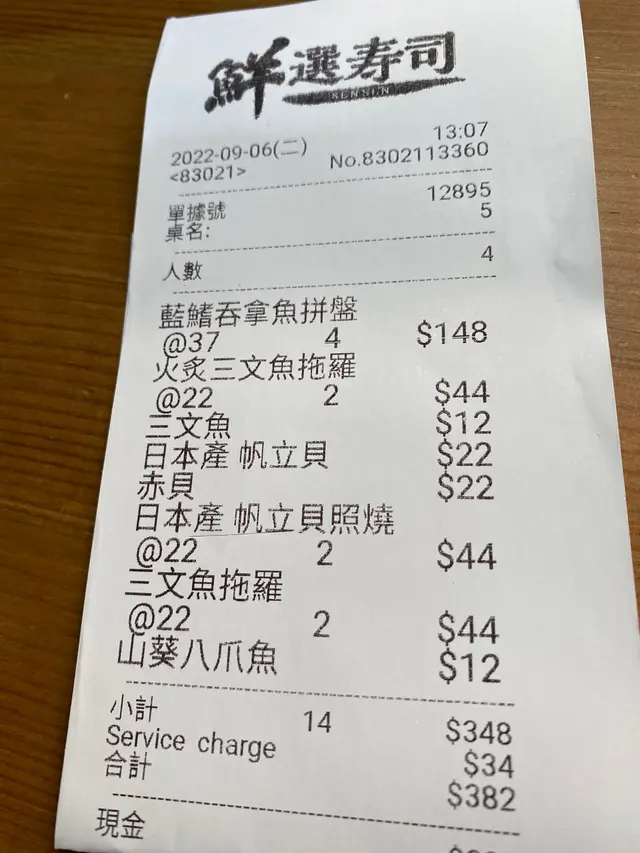 鮮選寿司
SENSEN
2022-09-06(二) 13:07
<83021> No.8302113360
單據號 12895
桌名: 5
人數 4
藍鰭吞拿魚拼盤
@37 4 $148
火炙三文魚拖羅
@22 2 $44
三文魚 $12
日本產 帆立貝 $22
赤貝 $22
日本產 帆立貝照燒
@22 2 $44
三文魚拖羅
@22 2 $44
山葵八爪魚 $12
小計 14 $348
Service charge $34
合計 $382
現金